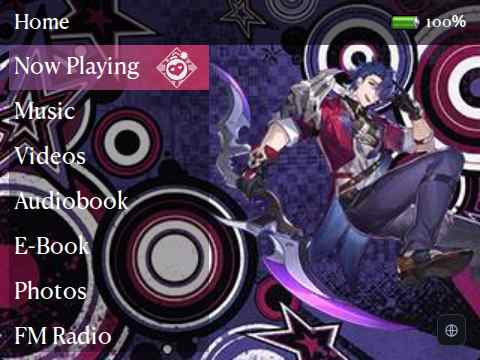 Home
100%
Now Playing
Music
Videos
Audiobook
E-Book
Photos
FM Radio